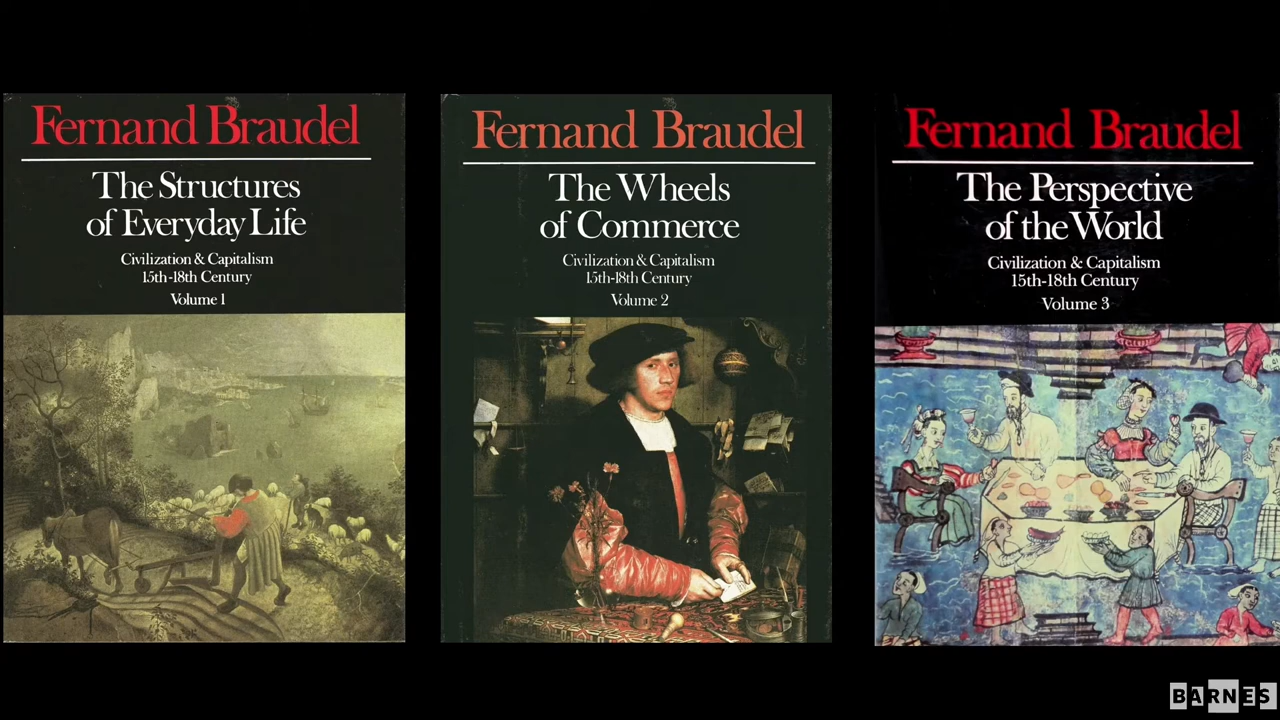 Fernand Braudel
The Structures
of Everyday Life
Civilization & Capitalism
15th-18th Century
Volume 1
Fernand Braudel
The Wheels
of Commerce
Civilization & Capitalism
15th-18th Century
Volume 2
Fernand Braudel
The Perspective
of the World
Civilization & Capitalism
15th-18th Century
Volume 3
BARNES